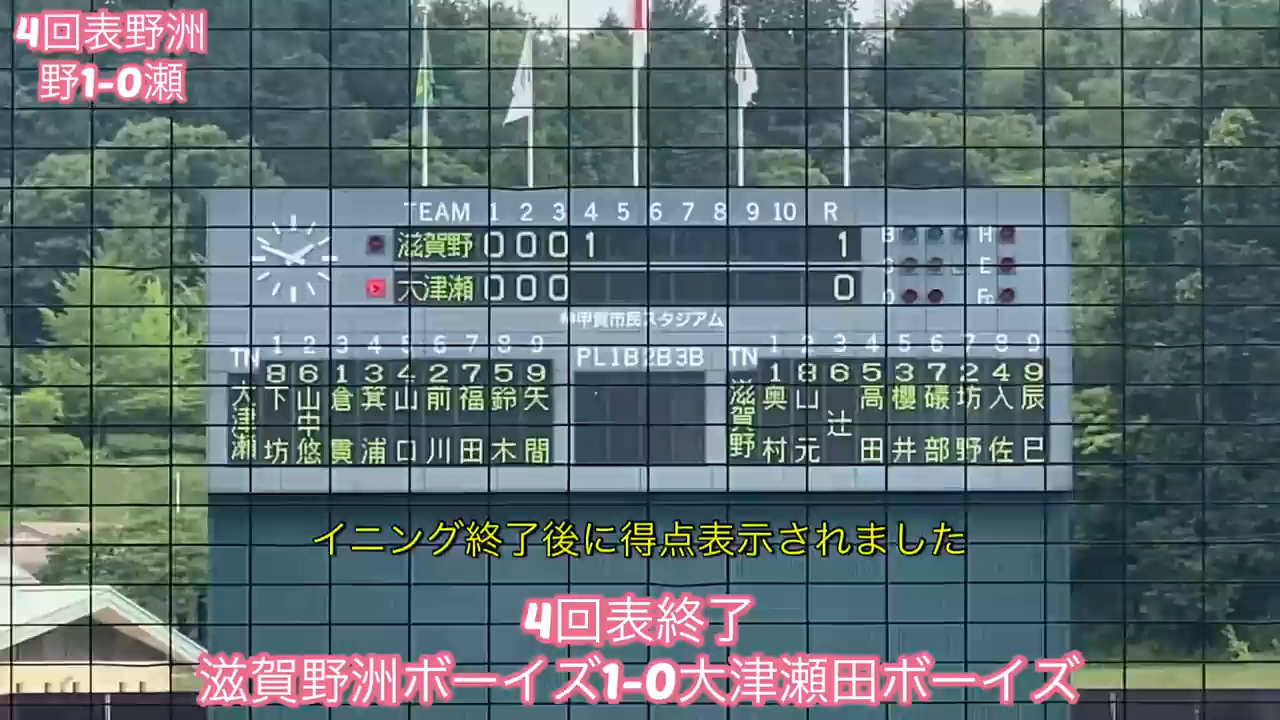 4回表野洲
野1-0瀬
TEAM 1 2 3 4 5 6 7 8 9 10 R
滋賀野 0 0 0 1 1
大津瀬 0 0 0 0
B H
S E
O Fc
甲賀市民スタジアム
TN 1 2 3 4 5 6 7 8 9 PL 1B 2B 3B TN 1 2 3 4 5 6 7 8 9
大津瀬
8 下坊
6 山中悠
1 倉貫
3 箕浦
4 山口
2 前川
7 福田
5 鈴木
9 矢間
滋賀野
1 奥村
8 山元
6 辻
5 高田
3 櫻井
7 磯部
2 坊野
4 入佐
9 辰巳
イニング終了後に得点表示されました
4回表終了
滋賀野洲ボーイズ1-0大津瀬田ボーイズ